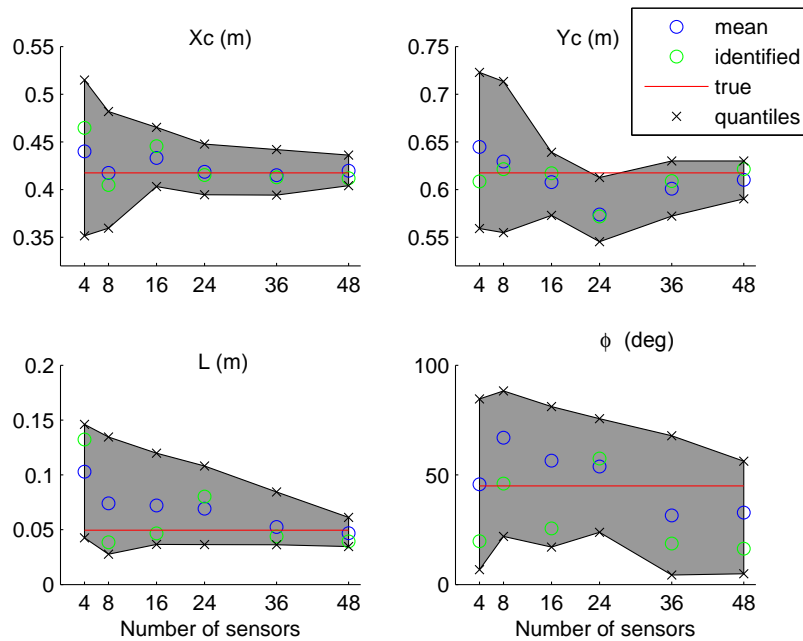 Xc (m)
0.55
0.5
0.45
0.4
0.35
4 8 16 24 36 48
Yc (m)
0.75
0.7
0.65
0.6
0.55
4 8 16 24 36 48
mean
identified
true
quantiles
L (m)
0.2
0.15
0.1
0.05
0
4 8 16 24 36 48
Number of sensors
ϕ (deg)
100
50
0
4 8 16 24 36 48
Number of sensors